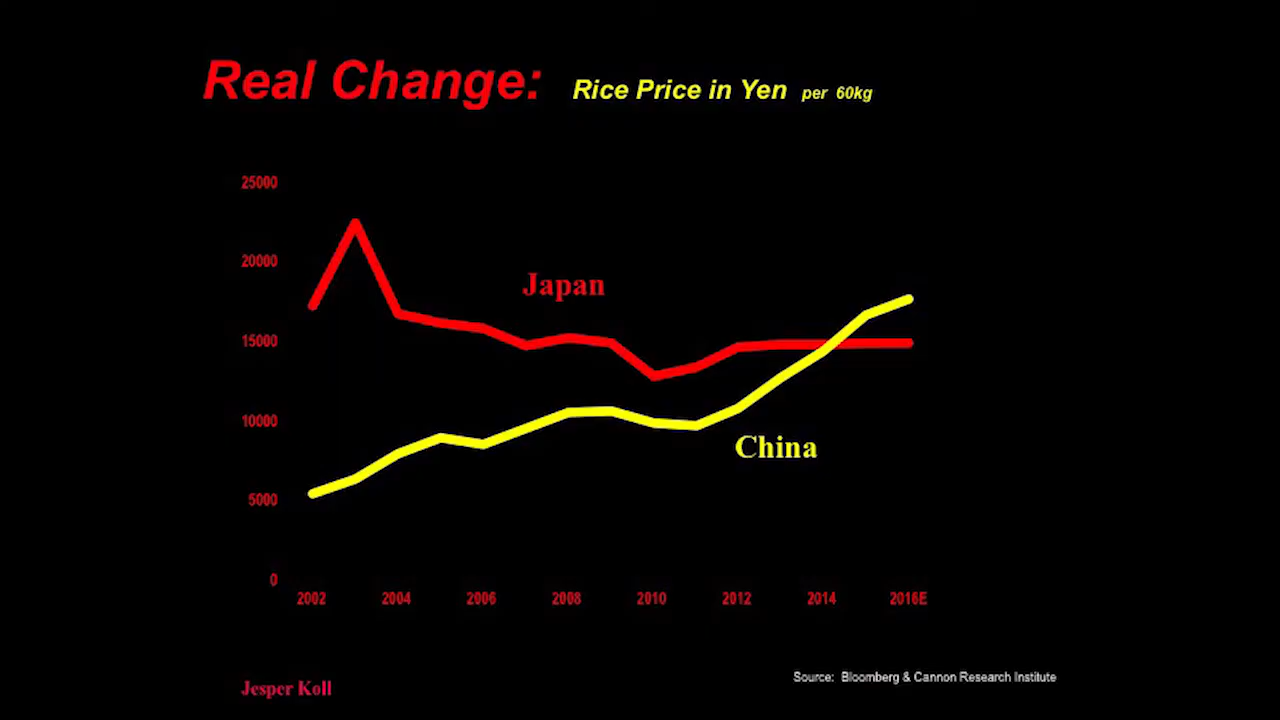 Real Change: Rice Price in Yen per 60kg
25000
20000
Japan
15000
10000
China
5000
0
2002 2004 2006 2008 2010 2012 2014 2016E
Source: Bloomberg & Cannon Research Institute
Jesper Koll